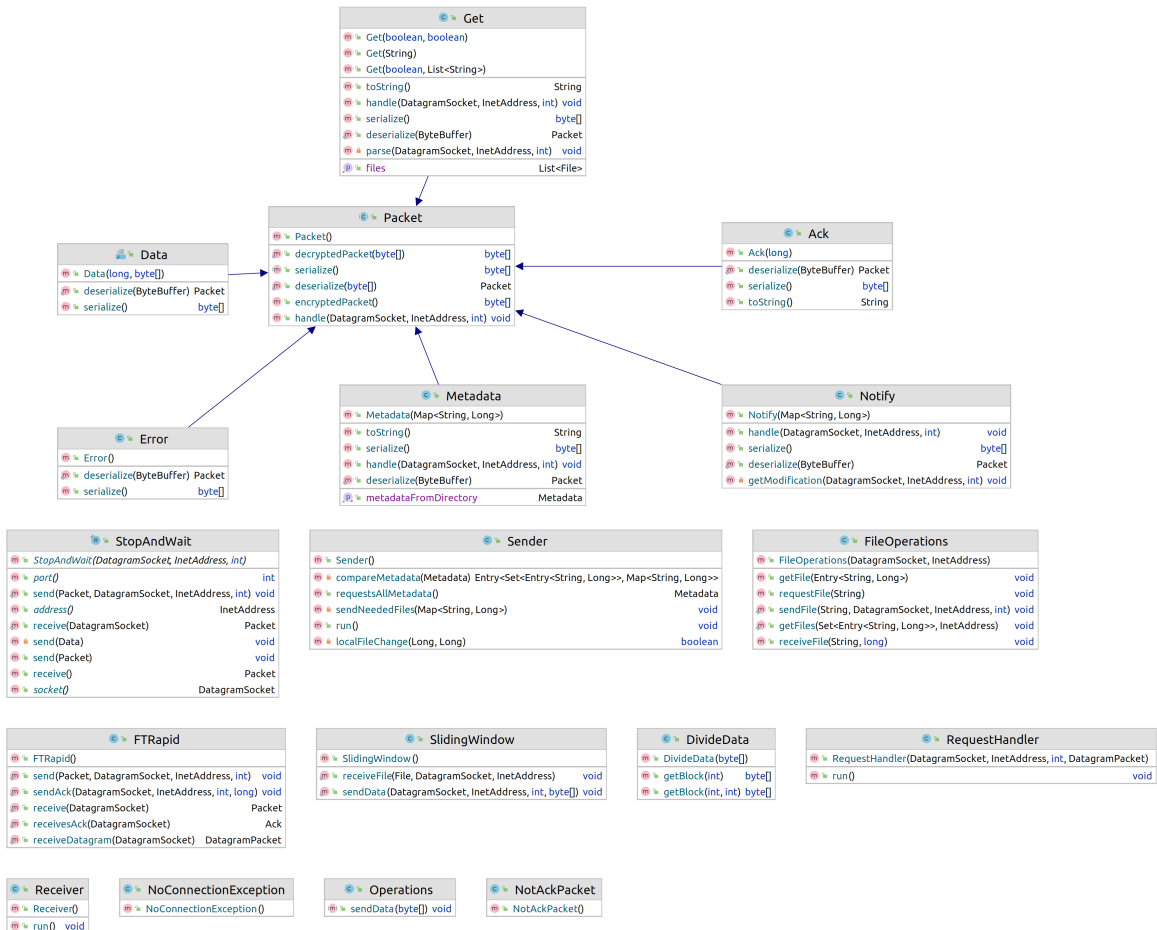 Get
Get(boolean, boolean)
Get(String)
Get(boolean, List<String>)
toString() String
handle(DatagramSocket, InetAddress, int) void
serialize() byte[]
deserialize(ByteBuffer) Packet
parse(DatagramSocket, InetAddress, int) void
files List<File>
Packet
Packet()
decryptedPacket(byte[]) byte[]
serialize() byte[]
deserialize(byte[]) Packet
encryptedPacket() byte[]
handle(DatagramSocket, InetAddress, int) void
Data
Data(long, byte[])
deserialize(ByteBuffer) Packet
serialize() byte[]
Ack
Ack(long)
deserialize(ByteBuffer) Packet
serialize() byte[]
toString() String
Error
Error()
deserialize(ByteBuffer) Packet
serialize() byte[]
Metadata
Metadata(Map<String, Long>)
toString() String
serialize() byte[]
handle(DatagramSocket, InetAddress, int) void
deserialize(ByteBuffer) Packet
metadataFromDirectory Metadata
Notify
Notify(Map<String, Long>)
handle(DatagramSocket, InetAddress, int) void
serialize() byte[]
deserialize(ByteBuffer) Packet
getModification(DatagramSocket, InetAddress, int) void
StopAndWait
StopAndWait(DatagramSocket, InetAddress, int)
port() int
send(Packet, DatagramSocket, InetAddress, int) void
address() InetAddress
receive(DatagramSocket) Packet
send(Data) void
send(Packet) void
receive() Packet
socket() DatagramSocket
Sender
Sender()
compareMetadata(Metadata) Entry<Set<Entry<String, Long>>, Map<String, Long>>
requestsAllMetadata() Metadata
sendNeededFiles(Map<String, Long>) void
run() void
localFileChange(Long, Long) boolean
FileOperations
FileOperations(DatagramSocket, InetAddress)
getFile(Entry<String, Long>) void
requestFile(String) void
sendFile(String, DatagramSocket, InetAddress, int) void
getFiles(Set<Entry<String, Long>>, InetAddress) void
receiveFile(String, long) void
FTRapid
FTRapid()
send(Packet, DatagramSocket, InetAddress, int) void
sendAck(DatagramSocket, InetAddress, int, long) void
receive(DatagramSocket) Packet
receivesAck(DatagramSocket) Ack
receiveDatagram(DatagramSocket) DatagramPacket
SlidingWindow
SlidingWindow()
receiveFile(File, DatagramSocket, InetAddress) void
sendData(DatagramSocket, InetAddress, int, byte[]) void
DivideData
DivideData(byte[])
getBlock(int) byte[]
getBlock(int, int) byte[]
RequestHandler
RequestHandler(DatagramSocket, InetAddress, int, DatagramPacket)
run() void
Receiver
Receiver()
run() void
NoConnectionException
NoConnectionException()
Operations
sendData(byte[]) void
NotAckPacket
NotAckPacket()